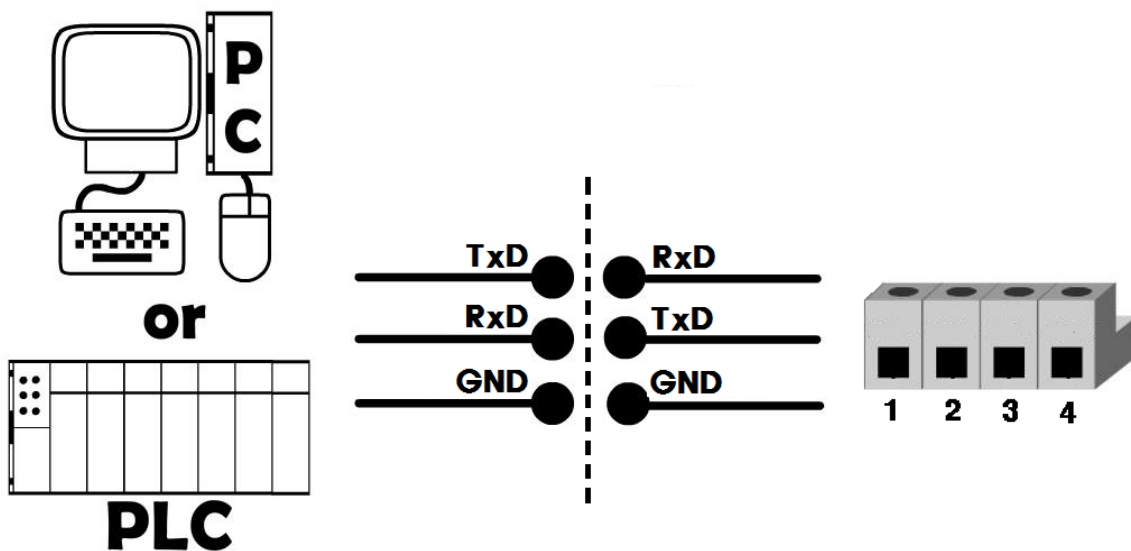 P
C
or
PLC
TxD RxD
RxD TxD
GND GND
1 2 3 4